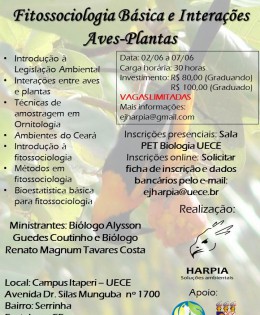 Fitossociologia Básica e Interações
Aves-Plantas
• Introdução à
Legislação Ambiental
• Interações entre aves
e plantas
• Técnicas de
amostragem em
Ornitologia
• Ambientes do Ceará
• Introdução à
fitossociologia
• Métodos em
fitossociologia
• Bioestatística básica
para fitossociologia
Data: 02/06 a 07/06
Carga horária: 30 horas
Investimento: R$ 80,00 (Graduando)
R$ 100,00 (Graduado)
VAGAS LIMITADAS
Mais informações:
ejharpia@gmail.com
Inscrições presenciais: Sala
PET Biologia UECE
Inscrições online: Solicitar
ficha de inscrição e dados
bancários pelo e-mail:
ejharpia@uece.br
Ministrantes: Biólogo Alysson
Guedes Coutinho e Biólogo
Renato Magnum Tavares Costa
Realização:
HARPIA
Soluções ambientais
Local: Campus Itaperi – UECE
Avenida Dr. Silas Munguba nº 1700
Bairro: Serrinha
Apoio: